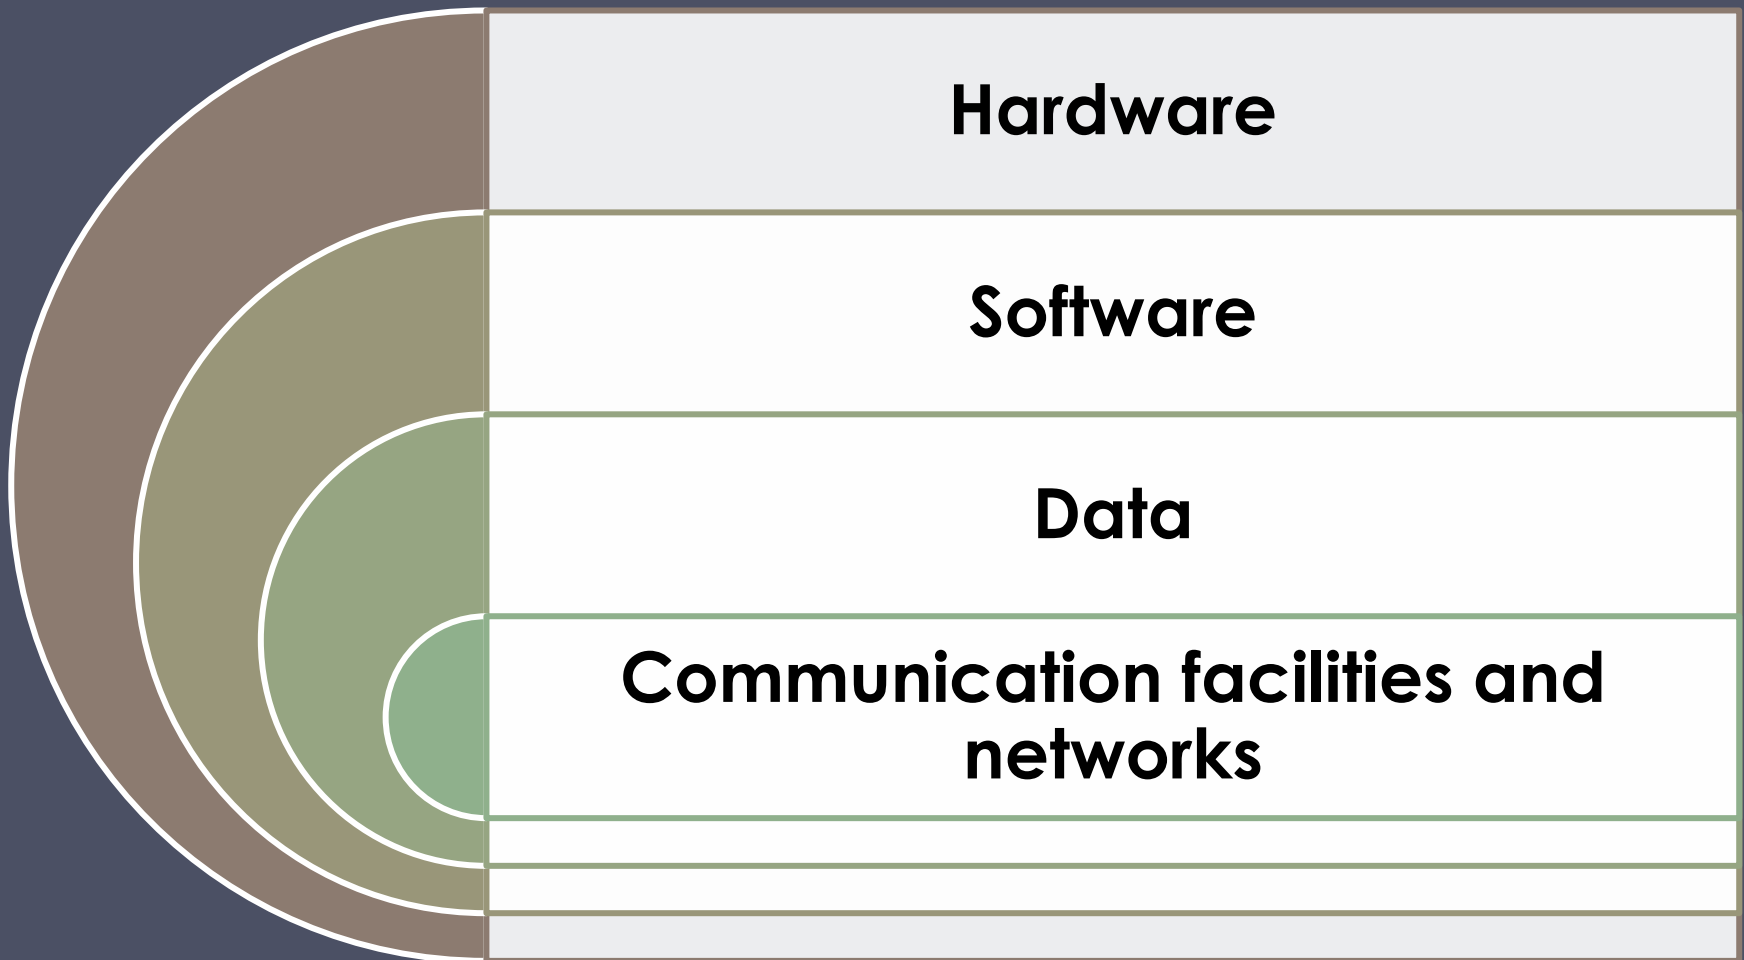 Hardware
Software
Data
Communication facilities and
networks